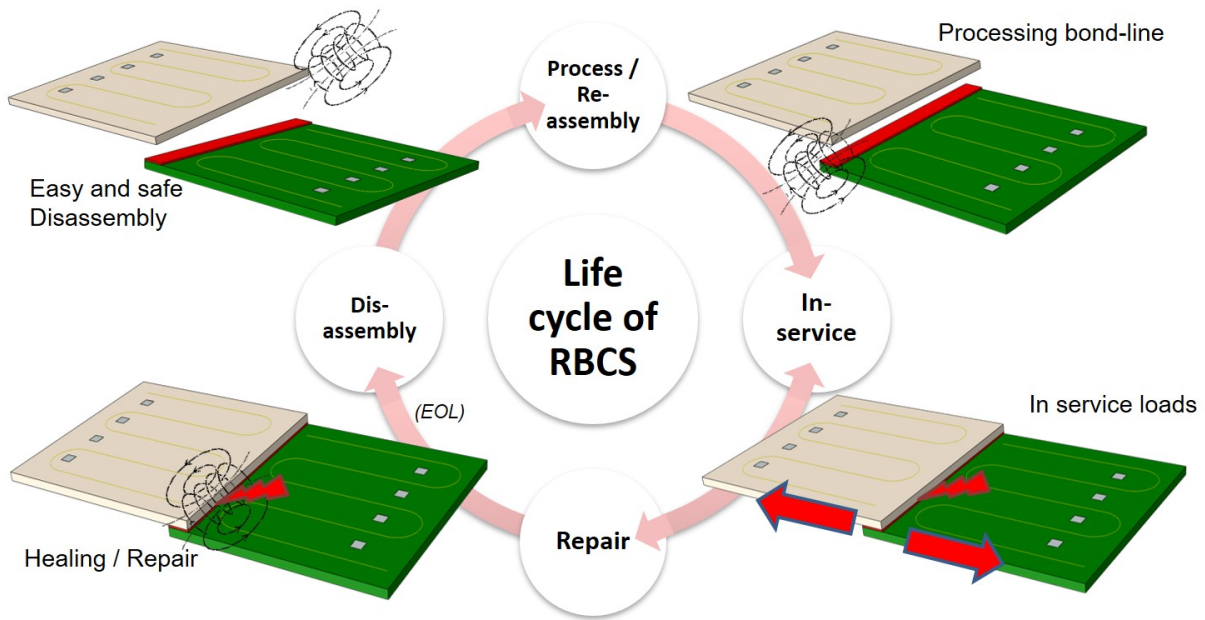 Processing bond-line
Process /
Re-
assembly
Easy and safe
Disassembly
Life
cycle of
RBCS
Dis-
assembly
In-
service
(EOL)
In service loads
Healing / Repair
Repair